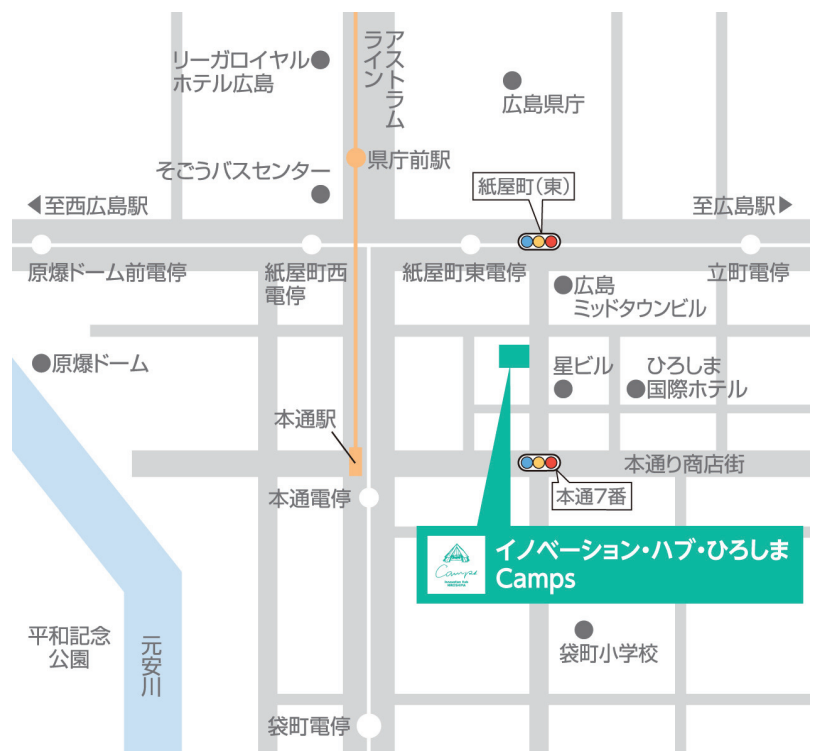 リーガロイヤル
ホテル広島
アストラム
ライン
広島県庁
県庁前駅
そごうバスセンター
紙屋町(東)
至西広島駅
至広島駅
原爆ドーム前電停
紙屋町西
電停
紙屋町東電停
立町電停
広島
ミッドタウンビル
原爆ドーム
星ビル
ひろしま
国際ホテル
本通駅
本通り商店街
本通電停
本通7番
イノベーション・ハブ・ひろしま
Camps
Camps
袋町小学校
平和記念
公園
元安川
袋町電停